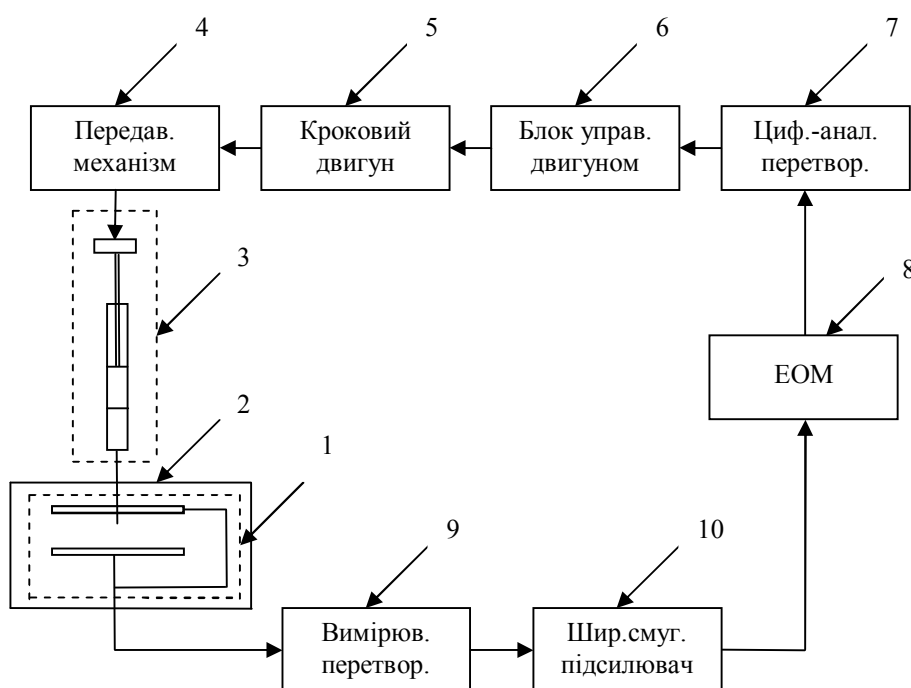 4
5
6
7
Передав.
механізм
Кроковий
двигун
Блок управ.
двигуном
Циф.-анал.
перетвор.
3
8
ЕОМ
2
1
9
10
Вимірюв.
перетвор.
Шир.смуг.
підсилювач